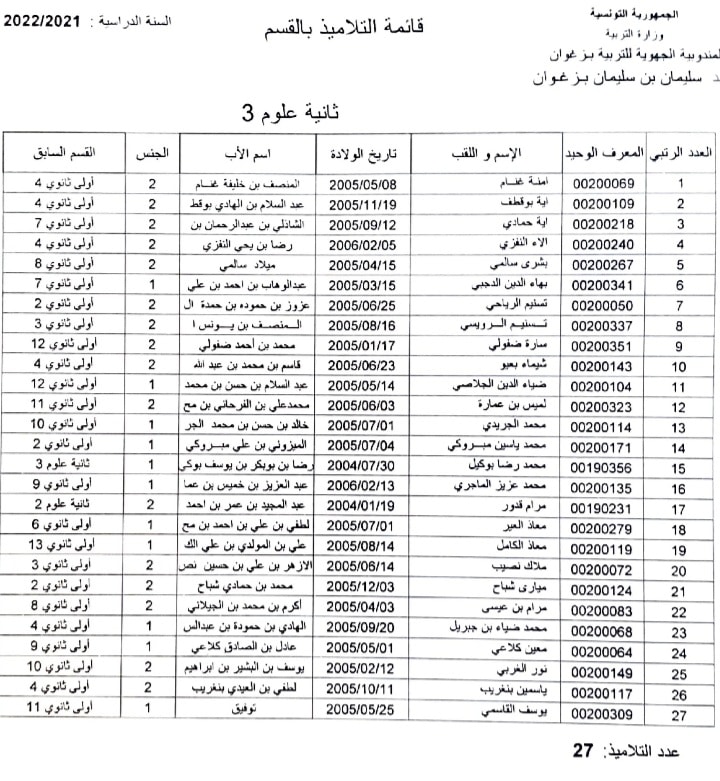 الجمهورية التونسية
وزارة التربية
المندوبية الجهوية للتربية بزغوان
سليمان بن سليمان بزغوان
قائمة التلاميذ بالقسم
السنة الدراسية : 2022/2021
ثانية علوم 3
العدد الرتبي المعرف الوحيد الإسم و اللقب تاريخ الولادة اسم الأب الجنس القسم السابق
1 00200069 امنة غنام 2005/05/08 المنصف بن خليفة غنام 2 أولى ثانوي 4
2 00200109 اية بوقطف 2005/11/19 عبد السلام بن الهادي بوقط 2 أولى ثانوي 4
3 00200218 اية حمادي 2005/09/12 الشاذلي بن عبدالرحمان بن 2 أولى ثانوي 7
4 00200240 الاء النفزي 2006/02/05 رضا بن يحي النفزي 2 أولى ثانوي 4
5 00200267 بشرى سالمي 2005/04/15 ميلاد سالمي 2 أولى ثانوي 8
6 00200341 بهاء الدين الدجبي 2005/03/15 عبدالوهاب بن احمد بن علي 1 أولى ثانوي 7
7 00200050 تسنيم الرياحي 2005/06/25 عزوز بن حموده بن حمدة ال 2 أولى ثانوي 2
8 00200337 تسنيم الرويسي 2005/08/16 المنصف بن يونس ا 2 أولى ثانوي 3
9 00200351 سارة ضفولي 2005/01/17 محمد بن أحمد ضفولي 2 أولى ثانوي 12
10 00200143 شيماء بعبو 2005/06/23 قاسم بن محمد بن عبد الله 2 أولى ثانوي 4
11 00200104 ضياء الدين الجلاصي 2005/05/14 عبد السلام بن حسن بن محمد 1 أولى ثانوي 12
12 00200323 لميس بن عمارة 2005/06/03 محمدعلي بن الفرحاني بن مح 2 أولى ثانوي 11
13 00200114 محمد الجريدي 2005/07/01 خالد بن حسن بن محمد الجر 1 أولى ثانوي 10
14 00200171 محمد ياسين مبروكي 2005/07/04 الميزوني بن علي مبروكي 1 أولى ثانوي 2
15 00190356 محمد رضا بوكيل 2004/07/30 رضا بن بوبكر بن يوسف بوكي 1 ثانية علوم 3
16 00200135 محمد عزيز الماجري 2006/02/13 عبد العزيز بن خميس بن عما 1 أولى ثانوي 9
17 00190231 مرام قدور 2004/01/19 عبد المجيد بن عمر بن احمد 2 ثانية علوم 2
18 00200279 معاذ العير 2005/07/01 لطفي بن علي بن احمد بن مح 1 أولى ثانوي 6
19 00200119 معاذ الكامل 2005/08/14 علي بن المولدي بن علي الك 1 أولى ثانوي 13
20 00200072 ملاك نصيب 2005/06/14 الازهر بن علي بن حسين نص 2 أولى ثانوي 3
21 00200124 ميارى شباح 2005/12/03 محمد بن حمادي شباح 2 أولى ثانوي 2
22 00200083 مرام بن عيسى 2005/04/03 أكرم بن محمد بن الجيلاني 2 أولى ثانوي 8
23 00200068 محمد ضياء بن جبريل 2005/09/20 الهادي بن حمودة بن عبدالس 1 أولى ثانوي 4
24 00200064 معين كلاعي 2005/05/01 عادل بن الصادق كلاعي 1 أولى ثانوي 9
25 00200149 نور الغربي 2005/02/12 يوسف بن البشير بن ابراهيم 2 أولى ثانوي 10
26 00200117 ياسمين بنغريب 2005/10/11 لطفي بن العيدي بنغريب 2 أولى ثانوي 4
27 00200309 يوسف القاسمي 2005/05/25 توفيق 1 أولى ثانوي 11
عدد التلاميذ: 27